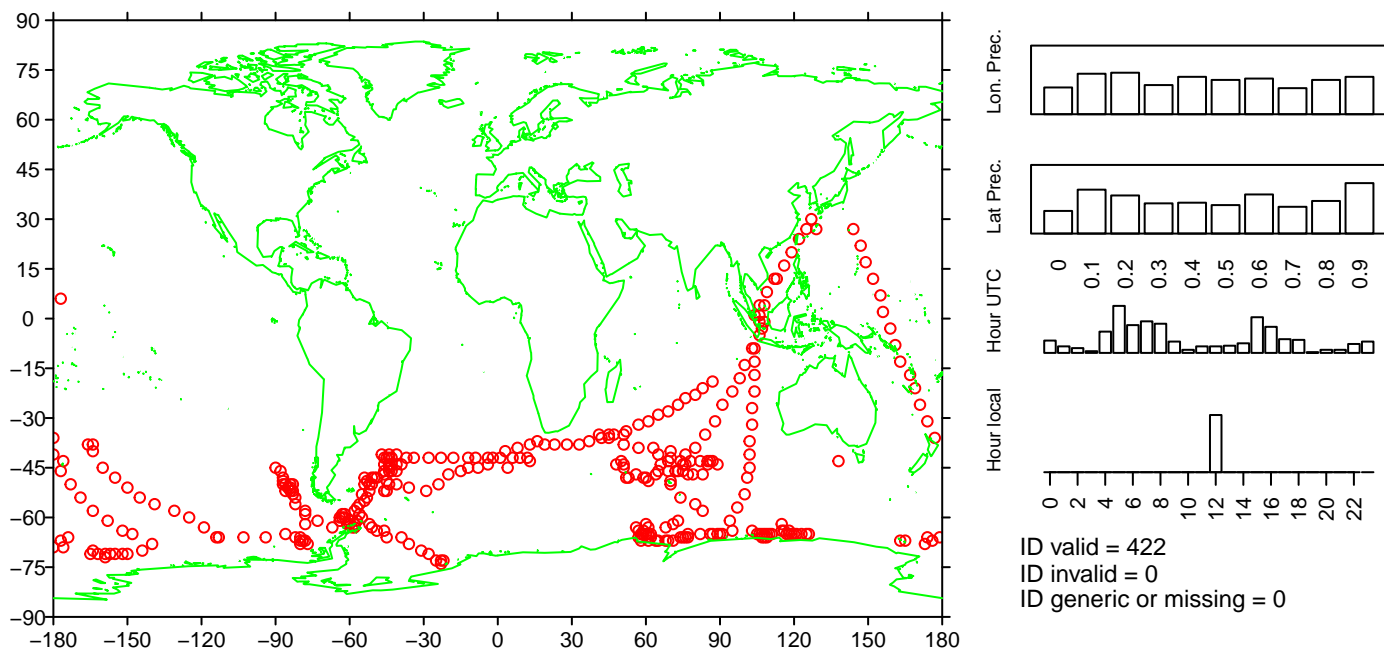 90
75
60
45
30
15
0
−15
−30
−45
−60
−75
−90
−180 −150 −120 −90 −60 −30 0 30 60 90 120 150 180
Lon. Prec.
Lat Prec.
0 0.1 0.2 0.3 0.4 0.5 0.6 0.7 0.8 0.9
Hour UTC
Hour local
0 2 4 6 8 10 12 14 16 18 20 22
ID valid = 422
ID invalid = 0
ID generic or missing = 0